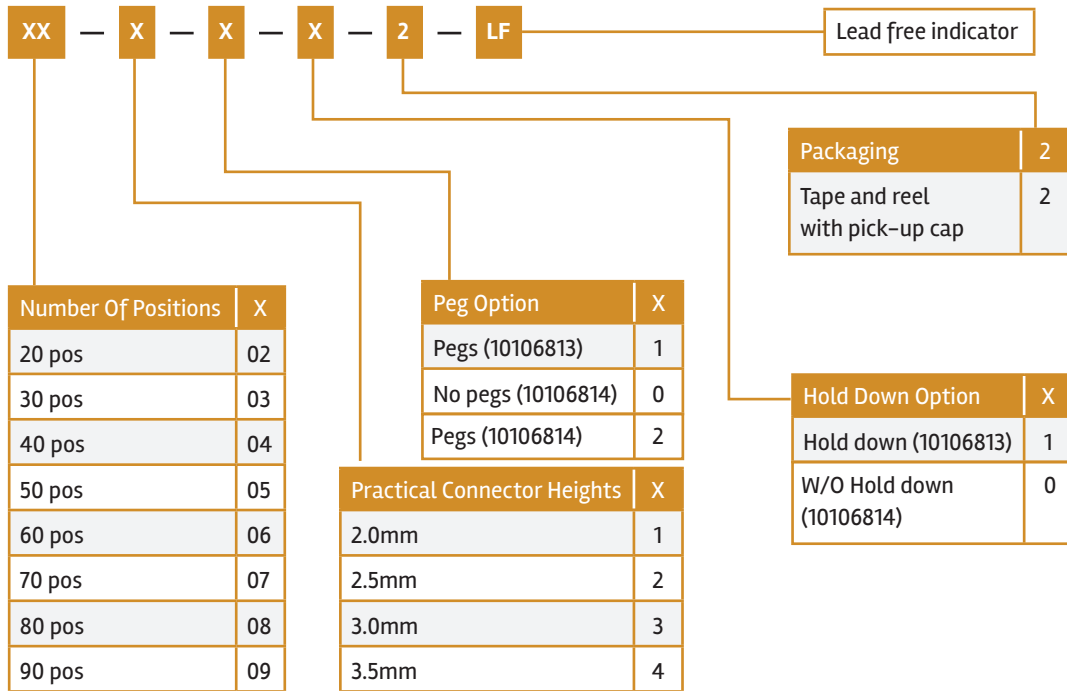 XX — X — X — X — 2 — LF
Lead free indicator
Packaging 2
Tape and reel 2
with pick-up cap
Number Of Positions X
20 pos 02
30 pos 03
40 pos 04
50 pos 05
60 pos 06
70 pos 07
80 pos 08
90 pos 09
Peg Option X
Pegs (10106813) 1
No pegs (10106814) 0
Pegs (10106814) 2
Practical Connector Heights X
2.0mm 1
2.5mm 2
3.0mm 3
3.5mm 4
Hold Down Option X
Hold down (10106813) 1
W/O Hold down 0
(10106814)